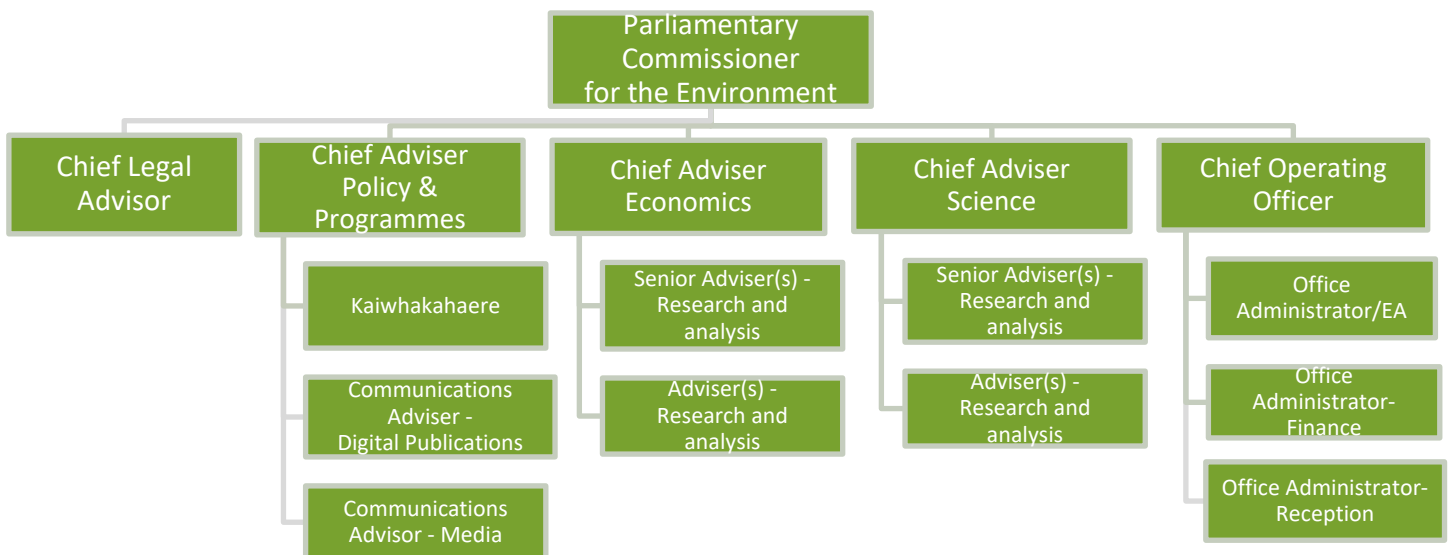 Parliamentary
Commissioner
for the Environment
Chief Legal
Advisor
Chief Adviser
Policy &
Programmes
Chief Adviser
Economics
Chief Adviser
Science
Chief Operating
Officer
Kaiwhakahaere
Communications
Adviser -
Digital Publications
Communications
Advisor - Media
Senior Adviser(s) -
Research and
analysis
Adviser(s) -
Research and
analysis
Senior Adviser(s) -
Research and
analysis
Adviser(s) -
Research and
analysis
Office
Administrator/EA
Office
Administrator-
Finance
Office Administrator-
Reception